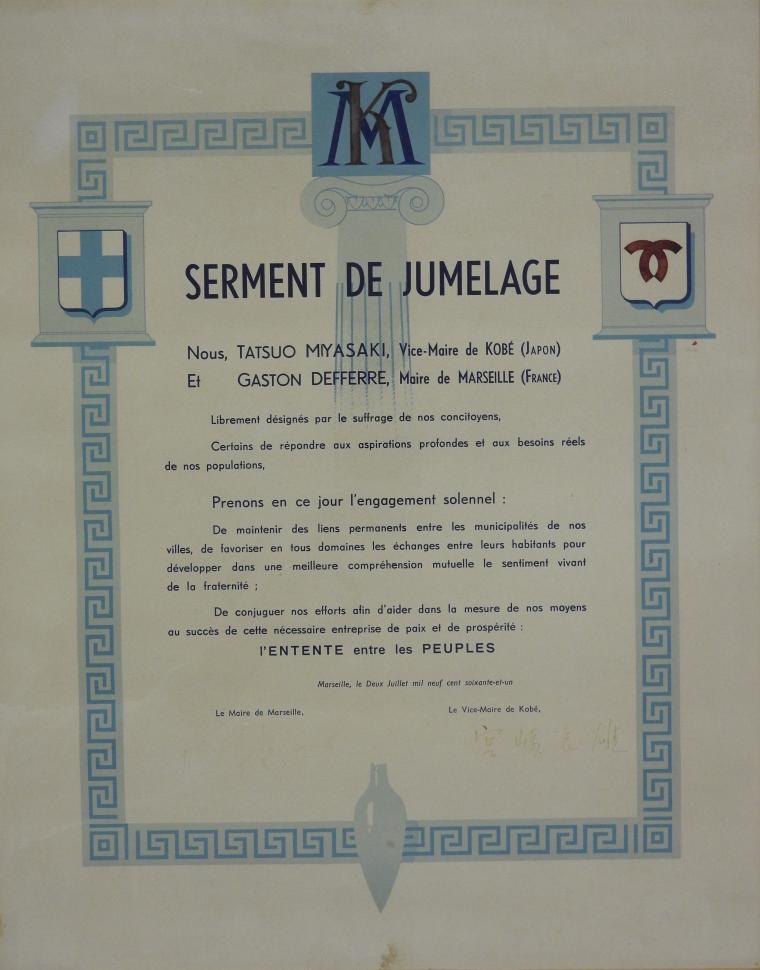 MK
SERMENT DE JUMELAGE
Nous, TATSUO MIYASAKI, Vice-Maire de KOBÉ (JAPON)
Et GASTON DEFFERRE, Maire de MARSEILLE (FRANCE)
Librement désignés par le suffrage de nos concitoyens,
Certains de répondre aux aspirations profondes et aux besoins réels
de nos populations,
Prenons en ce jour l'engagement solennel :
De maintenir des liens permanents entre les municipalités de nos
villes, de favoriser en tous domaines les échanges entre leurs habitants pour
développer dans une meilleure compréhension mutuelle le sentiment vivant
de la fraternité ;
De conjuguer nos efforts afin d'aider dans la mesure de nos moyens
au succès de cette nécessaire entreprise de paix et de prospérité :
l'ENTENTE entre les PEUPLES
Marseille, le Deux Juillet mil neuf cent soixante-et-un
Le Maire de Marseille, Le Vice-Maire de Kobé,